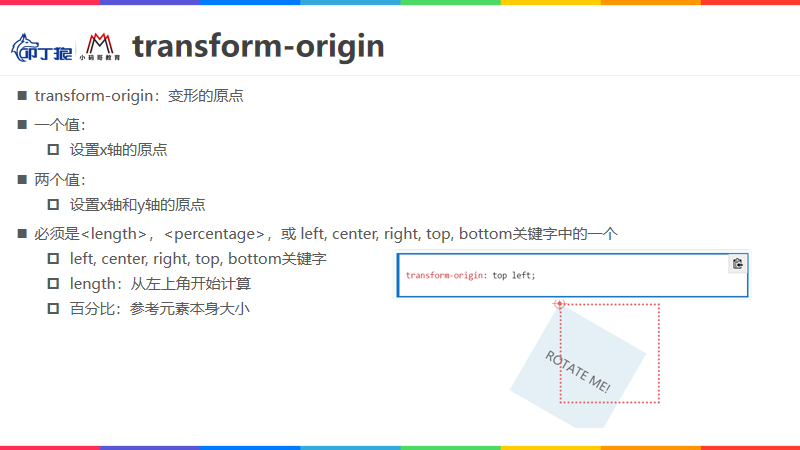 叩丁狼
小码哥教育
transform-origin
transform-origin：变形的原点
一个值：
设置x轴的原点
两个值：
设置x轴和y轴的原点
必须是<length>，<percentage>，或 left, center, right, top, bottom关键字中的一个
left, center, right, top, bottom关键字
length：从左上角开始计算
百分比：参考元素本身大小
transform-origin: top left;
ROTATE ME!